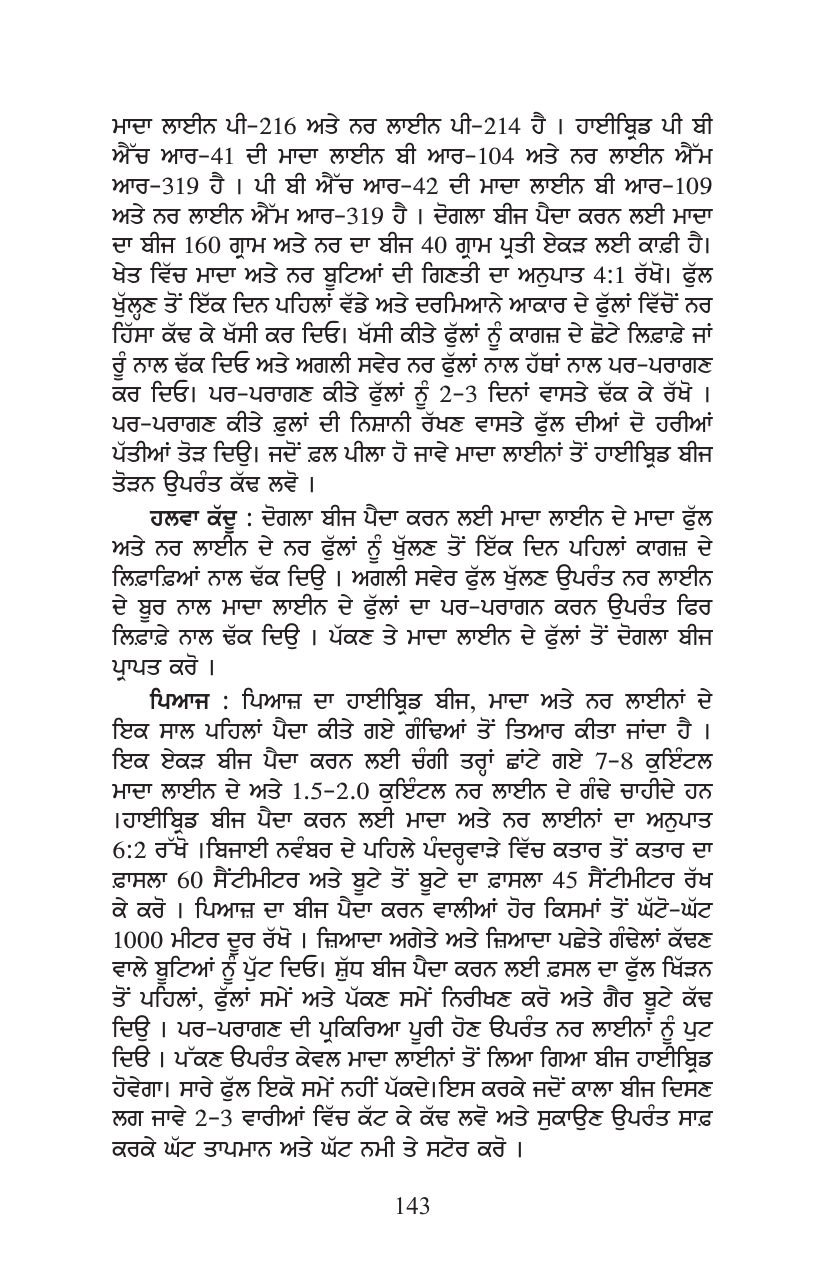 ਮਾਦਾ ਲਾਈਨ ਪੀ-216 ਅਤੇ ਨਰ ਲਾਈਨ ਪੀ-214 ਹੈ । ਹਾਈਬ੍ਰਿਡ ਪੀ ਬੀ
ਐੱਚ ਆਰ-41 ਦੀ ਮਾਦਾ ਲਾਈਨ ਬੀ ਆਰ-104 ਅਤੇ ਨਰ ਲਾਈਨ ਐੱਮ
ਆਰ-319 ਹੈ । ਪੀ ਬੀ ਐੱਚ ਆਰ-42 ਦੀ ਮਾਦਾ ਲਾਈਨ ਬੀ ਆਰ-109
ਅਤੇ ਨਰ ਲਾਈਨ ਐੱਮ ਆਰ-319 ਹੈ । ਦੋਗਲਾ ਬੀਜ ਪੈਦਾ ਕਰਨ ਲਈ ਮਾਦਾ
ਦਾ ਬੀਜ 160 ਗ੍ਰਾਮ ਅਤੇ ਨਰ ਦਾ ਬੀਜ 40 ਗ੍ਰਾਮ ਪ੍ਰਤੀ ਏਕੜ ਲਈ ਕਾਫ਼ੀ ਹੈ।
ਖੇਤ ਵਿੱਚ ਮਾਦਾ ਅਤੇ ਨਰ ਬੂਟਿਆਂ ਦੀ ਗਿਣਤੀ ਦਾ ਅਨੁਪਾਤ 4:1 ਰੱਖੋ। ਫੁੱਲ
ਖੁੱਲ੍ਹਣ ਤੋਂ ਇੱਕ ਦਿਨ ਪਹਿਲਾਂ ਵੱਡੇ ਅਤੇ ਦਰਮਿਆਨੇ ਆਕਾਰ ਦੇ ਫੁੱਲਾਂ ਵਿੱਚੋਂ ਨਰ
ਹਿੱਸਾ ਕੱਢ ਕੇ ਖੱਸੀ ਕਰ ਦਿਓ। ਖੱਸੀ ਕੀਤੇ ਫੁੱਲਾਂ ਨੂੰ ਕਾਗਜ਼ ਦੇ ਛੋਟੇ ਲਿਫ਼ਾਫ਼ੇ ਜਾਂ
ਰੂੰ ਨਾਲ ਢੱਕ ਦਿਓ ਅਤੇ ਅਗਲੀ ਸਵੇਰ ਨਰ ਫੁੱਲਾਂ ਨਾਲ ਹੱਥਾਂ ਨਾਲ ਪਰ-ਪਰਾਗਣ
ਕਰ ਦਿਓ। ਪਰ-ਪਰਾਗਣ ਕੀਤੇ ਫੁੱਲਾਂ ਨੂੰ 2-3 ਦਿਨਾਂ ਵਾਸਤੇ ਢੱਕ ਕੇ ਰੱਖੋ ।
ਪਰ-ਪਰਾਗਣ ਕੀਤੇ ਫ਼ੁਲਾਂ ਦੀ ਨਿਸ਼ਾਨੀ ਰੱਖਣ ਵਾਸਤੇ ਫੁੱਲ ਦੀਆਂ ਦੋ ਹਰੀਆਂ
ਪੱਤੀਆਂ ਤੋੜ ਦਿਉ। ਜਦੋਂ ਫ਼ਲ ਪੀਲਾ ਹੋ ਜਾਵੇ ਮਾਦਾ ਲਾਈਨਾਂ ਤੋਂ ਹਾਈਬ੍ਰਿਡ ਬੀਜ
ਤੋੜਨ ਉਪਰੰਤ ਕੱਢ ਲਵੋ ।
ਹਲਵਾ ਕੱਦੂ : ਦੋਗਲਾ ਬੀਜ ਪੈਦਾ ਕਰਨ ਲਈ ਮਾਦਾ ਲਾਈਨ ਦੇ ਮਾਦਾ ਫੁੱਲ
ਅਤੇ ਨਰ ਲਾਈਨ ਦੇ ਨਰ ਫੁੱਲਾਂ ਨੂੰ ਖੁੱਲਣ ਤੋਂ ਇੱਕ ਦਿਨ ਪਹਿਲਾਂ ਕਾਗਜ਼ ਦੇ
ਲਿਫ਼ਾਫ਼ਿਆਂ ਨਾਲ ਢੱਕ ਦਿਉ । ਅਗਲੀ ਸਵੇਰ ਫੁੱਲ ਖੁੱਲਣ ਉਪਰੰਤ ਨਰ ਲਾਈਨ
ਦੇ ਬੂਰ ਨਾਲ ਮਾਦਾ ਲਾਈਨ ਦੇ ਫੁੱਲਾਂ ਦਾ ਪਰ-ਪਰਾਗਨ ਕਰਨ ਉਪਰੰਤ ਫਿਰ
ਲਿਫ਼ਾਫ਼ੇ ਨਾਲ ਢੱਕ ਦਿਉ । ਪੱਕਣ ਤੇ ਮਾਦਾ ਲਾਈਨ ਦੇ ਫੁੱਲਾਂ ਤੋਂ ਦੋਗਲਾ ਬੀਜ
ਪ੍ਰਾਪਤ ਕਰੋ ।
ਪਿਆਜ : ਪਿਆਜ਼ ਦਾ ਹਾਈਬ੍ਰਿਡ ਬੀਜ, ਮਾਦਾ ਅਤੇ ਨਰ ਲਾਈਨਾਂ ਦੇ
ਇਕ ਸਾਲ ਪਹਿਲਾਂ ਪੈਦਾ ਕੀਤੇ ਗਏ ਗੰਢਿਆਂ ਤੋਂ ਤਿਆਰ ਕੀਤਾ ਜਾਂਦਾ ਹੈ ।
ਇਕ ਏਕੜ ਬੀਜ ਪੈਦਾ ਕਰਨ ਲਈ ਚੰਗੀ ਤਰ੍ਹਾਂ ਛਾਂਟੇ ਗਏ 7-8 ਕੁਇੰਟਲ
ਮਾਦਾ ਲਾਈਨ ਦੇ ਅਤੇ 1.5-2.0 ਕੁਇੰਟਲ ਨਰ ਲਾਈਨ ਦੇ ਗੰਢੇ ਚਾਹੀਦੇ ਹਨ
।ਹਾਈਬ੍ਰਿਡ ਬੀਜ ਪੈਦਾ ਕਰਨ ਲਈ ਮਾਦਾ ਅਤੇ ਨਰ ਲਾਈਨਾਂ ਦਾ ਅਨੁਪਾਤ
6:2 ਰੱਖੋ ।ਬਿਜਾਈ ਨਵੰਬਰ ਦੇ ਪਹਿਲੇ ਪੰਦਰ੍ਹਵਾੜੇ ਵਿੱਚ ਕਤਾਰ ਤੋਂ ਕਤਾਰ ਦਾ
ਫ਼ਾਸਲਾ 60 ਸੈਂਟੀਮੀਟਰ ਅਤੇ ਬੂਟੇ ਤੋਂ ਬੂਟੇ ਦਾ ਫ਼ਾਸਲਾ 45 ਸੈਂਟੀਮੀਟਰ ਰੱਖ
ਕੇ ਕਰੋ । ਪਿਆਜ਼ ਦਾ ਬੀਜ ਪੈਦਾ ਕਰਨ ਵਾਲੀਆਂ ਹੋਰ ਕਿਸਮਾਂ ਤੋਂ ਘੱਟੋ-ਘੱਟ
1000 ਮੀਟਰ ਦੂਰ ਰੱਖੋ । ਜ਼ਿਆਦਾ ਅਗੇਤੇ ਅਤੇ ਜ਼ਿਆਦਾ ਪਛੇਤੇ ਗੰਢੇਲਾਂ ਕੱਢਣ
ਵਾਲੇ ਬੂਟਿਆਂ ਨੂੰ ਪੁੱਟ ਦਿਓ। ਸ਼ੁੱਧ ਬੀਜ ਪੈਦਾ ਕਰਨ ਲਈ ਫ਼ਸਲ ਦਾ ਫੁੱਲ ਖਿੱੜਨ
ਤੋਂ ਪਹਿਲਾਂ, ਫੁੱਲਾਂ ਸਮੇਂ ਅਤੇ ਪੱਕਣ ਸਮੇਂ ਨਿਰੀਖਣ ਕਰੋ ਅਤੇ ਗੈਰ ਬੂਟੇ ਕੱਢ
ਦਿਉ । ਪਰ-ਪਰਾਗਣ ਦੀ ਪ੍ਰਕਿਰਿਆ ਪੂਰੀ ਹੋਣ ੳਪਰੰਤ ਨਰ ਲਾਈਨਾਂ ਨੂੰ ਪੁਟ
ਦਿੳ । ਪੱਕਣ ੳਪਰੰਤ ਕੇਵਲ ਮਾਦਾ ਲਾਈਨਾਂ ਤੋਂ ਲਿਆ ਗਿਆ ਬੀਜ ਹਾਈਬ੍ਰਿਡ
ਹੋਵੇਗਾ। ਸਾਰੇ ਫੁੱਲ ਇਕੋ ਸਮੇਂ ਨਹੀਂ ਪੱਕਦੇ।ਇਸ ਕਰਕੇ ਜਦੋਂ ਕਾਲਾ ਬੀਜ ਦਿਸਣ
ਲਗ ਜਾਵੇ 2-3 ਵਾਰੀਆਂ ਵਿੱਚ ਕੱਟ ਕੇ ਕੱਢ ਲਵੋ ਅਤੇ ਸੁਕਾਉਣ ਉਪਰੰਤ ਸਾਫ਼
ਕਰਕੇ ਘੱਟ ਤਾਪਮਾਨ ਅਤੇ ਘੱਟ ਨਮੀ ਤੇ ਸਟੋਰ ਕਰੋ ।
143